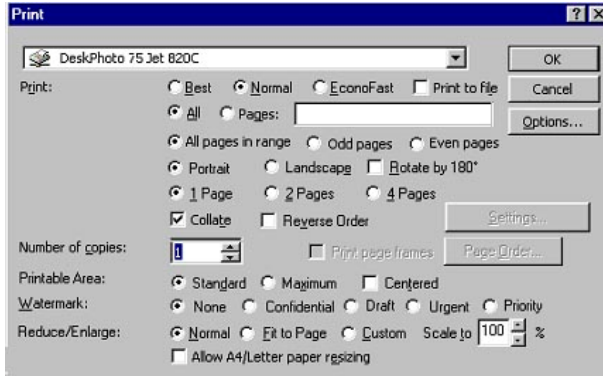 Print
DeskPhoto 75 Jet 820C OK
Print: Best Normal EconoFast Print to file Cancel
All Pages: Options...
All pages in range Odd pages Even pages
Portrait Landscape Rotate by 180°
1 Page 2 Pages 4 Pages
Collate Reverse Order Settings...
Number of copies: 1 Print page frames Page Order...
Printable Area: Standard Maximum Centered
Watermark: None Confidential Draft Urgent Priority
Reduce/Enlarge: Normal Fit to Page Custom Scale to 100 %
Allow A4/Letter paper resizing